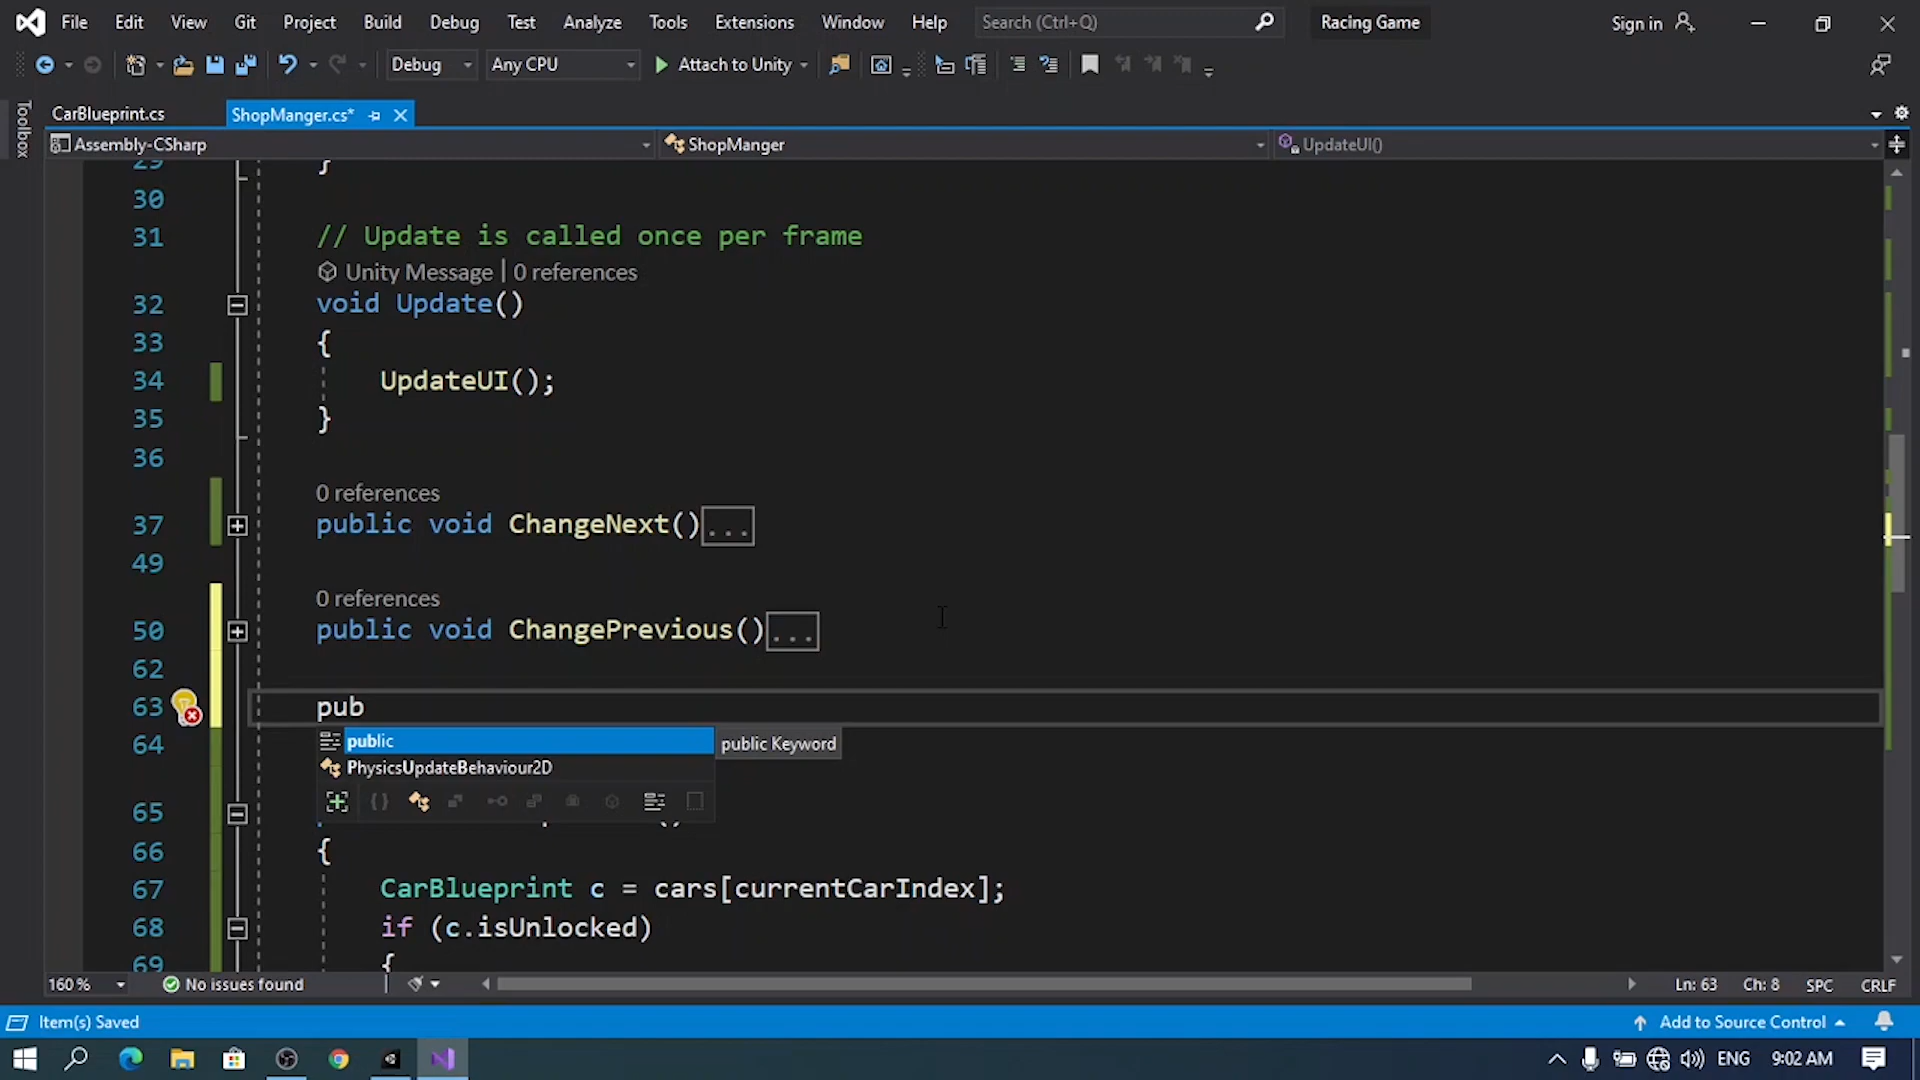 File Edit View Git Project Build Debug Test Analyze Tools Extensions Window Help Search (Ctrl+Q) Racing Game Sign in
Debug Any CPU Attach to Unity
Toolbox
CarBlueprint.cs ShopManger.cs*
Assembly-CSharp ShopManger UpdateUI()
29 }
30
31 // Update is called once per frame
Unity Message | 0 references
32 void Update()
33 {
34 UpdateUI();
35 }
36
0 references
37 public void ChangeNext()...
49
0 references
50 public void ChangePrevious()...
62
63 pub
public public Keyword
64
PhysicsUpdateBehaviour2D
65
66 {
67 CarBlueprint c = cars[currentCarIndex];
68 if (c.isUnlocked)
69 {
160 % No issues found Ln: 63 Ch: 8 SPC CRLF
Item(s) Saved Add to Source Control
ENG 9:02 AM